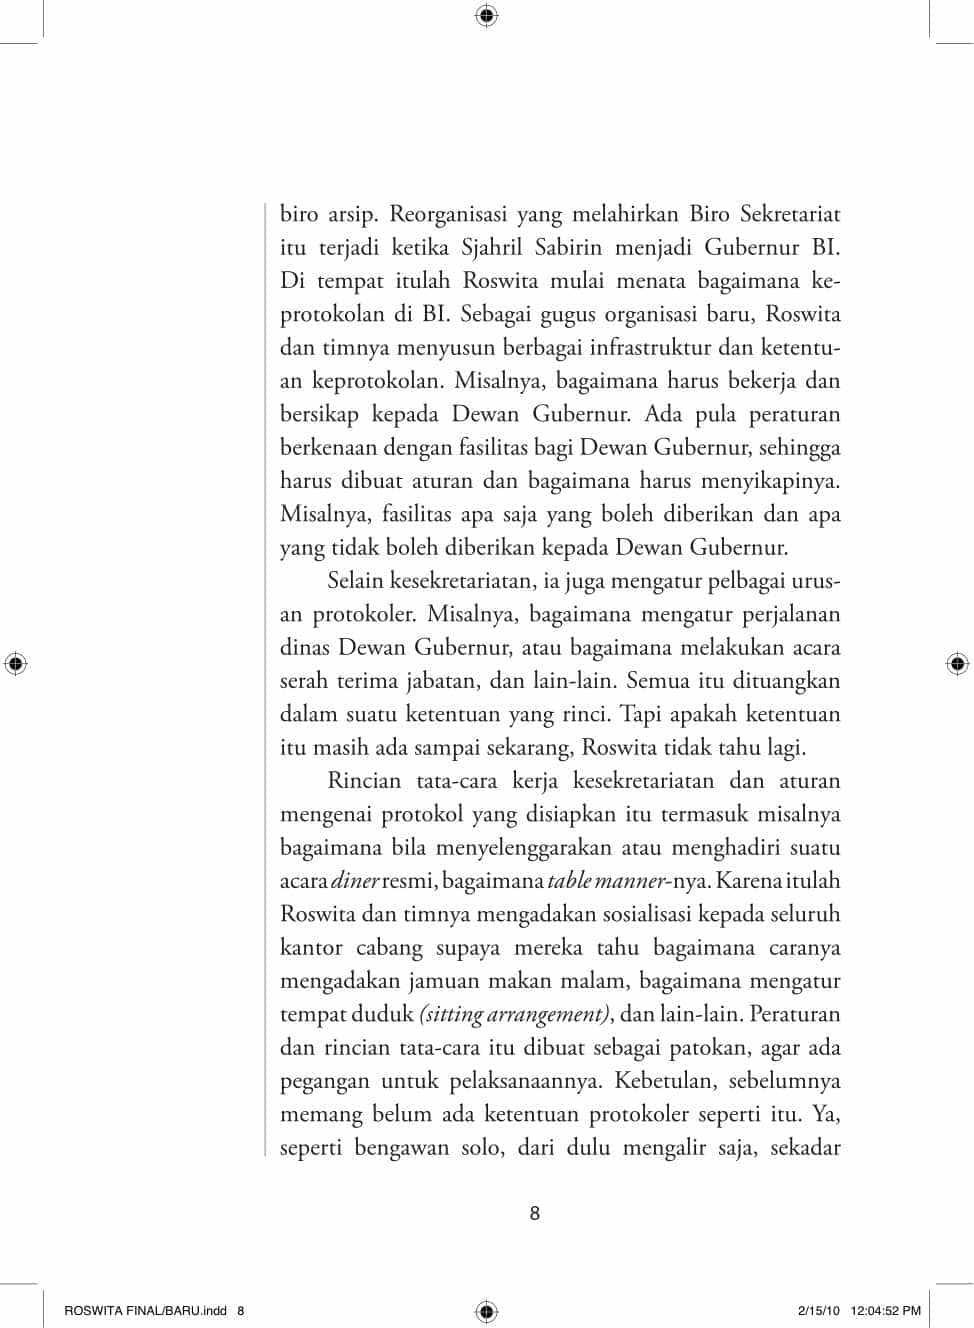 biro arsip. Reorganisasi yang melahirkan Biro Sekretariat
itu terjadi ketika Sjahril Sabirin menjadi Gubernur BI.
Di tempat itulah Roswita mulai menata bagaimana ke-
protokolan di BI. Sebagai gugus organisasi baru, Roswita
dan timnya menyusun berbagai infrastruktur dan ketentu-
an keprotokolan. Misalnya, bagaimana harus bekerja dan
bersikap kepada Dewan Gubernur. Ada pula peraturan
berkenaan dengan fasilitas bagi Dewan Gubernur, sehingga
harus dibuat aturan dan bagaimana harus menyikapinya.
Misalnya, fasilitas apa saja yang boleh diberikan dan apa
yang tidak boleh diberikan kepada Dewan Gubernur.
Selain kesekretariatan, ia juga mengatur pelbagai urus-
an protokoler. Misalnya, bagaimana mengatur perjalanan
dinas Dewan Gubernur, atau bagaimana melakukan acara
serah terima jabatan, dan lain-lain. Semua itu dituangkan
dalam suatu ketentuan yang rinci. Tapi apakah ketentuan
itu masih ada sampai sekarang, Roswita tidak tahu lagi.
Rincian tata-cara kerja kesekretariatan dan aturan
mengenai protokol yang disiapkan itu termasuk misalnya
bagaimana bila menyelenggarakan atau menghadiri suatu
acara diner resmi, bagaimana table manner-nya. Karena itulah
Roswita dan timnya mengadakan sosialisasi kepada seluruh
kantor cabang supaya mereka tahu bagaimana caranya
mengadakan jamuan makan malam, bagaimana mengatur
tempat duduk (sitting arrangement), dan lain-lain. Peraturan
dan rincian tata-cara itu dibuat sebagai patokan, agar ada
pegangan untuk pelaksanaannya. Kebetulan, sebelumnya
memang belum ada ketentuan protokoler seperti itu. Ya,
seperti bengawan solo, dari dulu mengalir saja, sekadar
8
ROSWITA FINAL/BARU.indd 8
2/15/10 12:04:52 PM